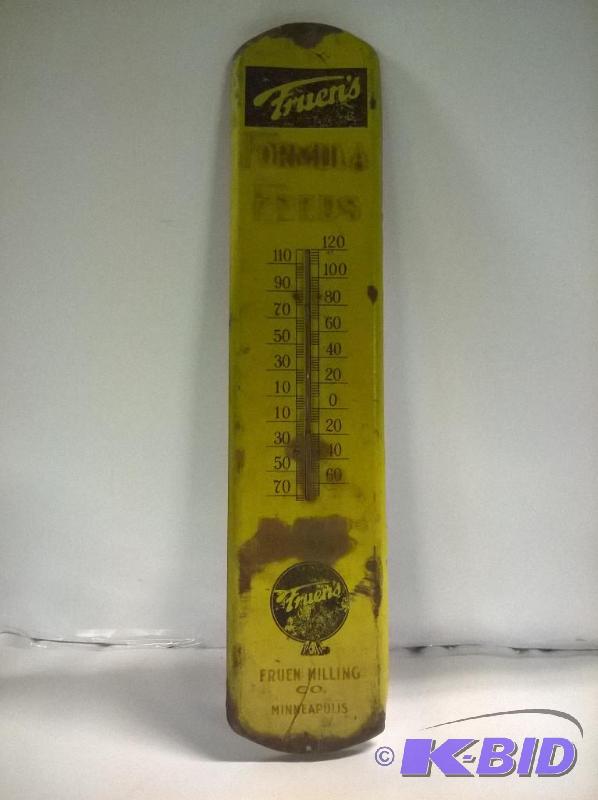 Fruen's
FORMULA
FEEDS
120
110
100
90
80
70
60
50
40
30
20
10
0
10
20
30
40
50
60
70
Fruen's
FRUEN MILLING
CO.
MINNEAPOLIS
© K-BID